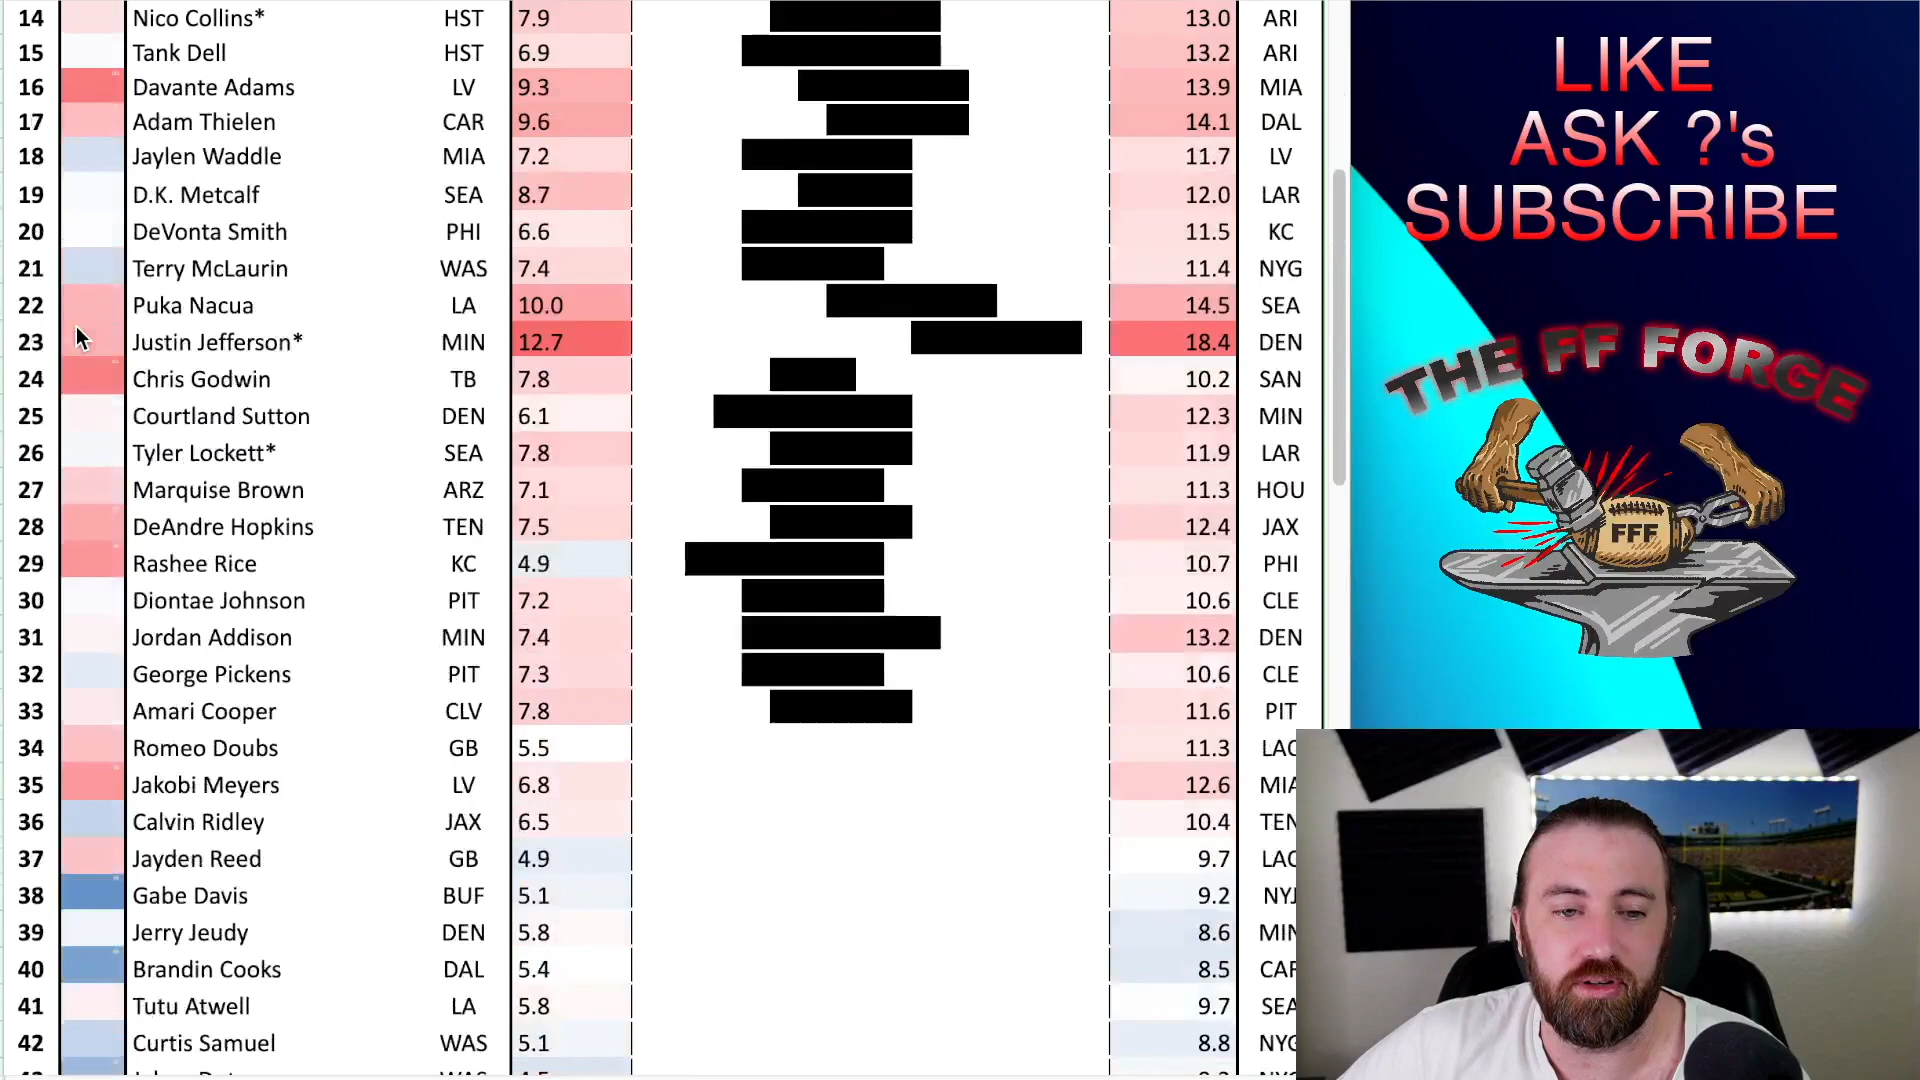 14 Nico Collins* HST 7.9 13.0 ARI
15 Tank Dell HST 6.9 13.2 ARI
16 Davante Adams LV 9.3 13.9 MIA
17 Adam Thielen CAR 9.6 14.1 DAL
18 Jaylen Waddle MIA 7.2 11.7 LV
19 D.K. Metcalf SEA 8.7 12.0 LAR
20 DeVonta Smith PHI 6.6 11.5 KC
21 Terry McLaurin WAS 7.4 11.4 NYG
22 Puka Nacua LA 10.0 14.5 SEA
23 Justin Jefferson* MIN 12.7 18.4 DEN
24 Chris Godwin TB 7.8 10.2 SAN
25 Courtland Sutton DEN 6.1 12.3 MIN
26 Tyler Lockett* SEA 7.8 11.9 LAR
27 Marquise Brown ARZ 7.1 11.3 HOU
28 DeAndre Hopkins TEN 7.5 12.4 JAX
29 Rashee Rice KC 4.9 10.7 PHI
30 Diontae Johnson PIT 7.2 10.6 CLE
31 Jordan Addison MIN 7.4 13.2 DEN
32 George Pickens PIT 7.3 10.6 CLE
33 Amari Cooper CLV 7.8 11.6 PIT
34 Romeo Doubs GB 5.5 11.3 LAC
35 Jakobi Meyers LV 6.8 12.6 MIA
36 Calvin Ridley JAX 6.5 10.4 TEN
37 Jayden Reed GB 4.9 9.7 LAC
38 Gabe Davis BUF 5.1 9.2 NYJ
39 Jerry Jeudy DEN 5.8 8.6 MIN
40 Brandin Cooks DAL 5.4 8.5 CAR
41 Tutu Atwell LA 5.8 9.7 SEA
42 Curtis Samuel WAS 5.1 8.8 NYG
LIKE
ASK ?'s
SUBSCRIBE
THE FF FORGE
FFF